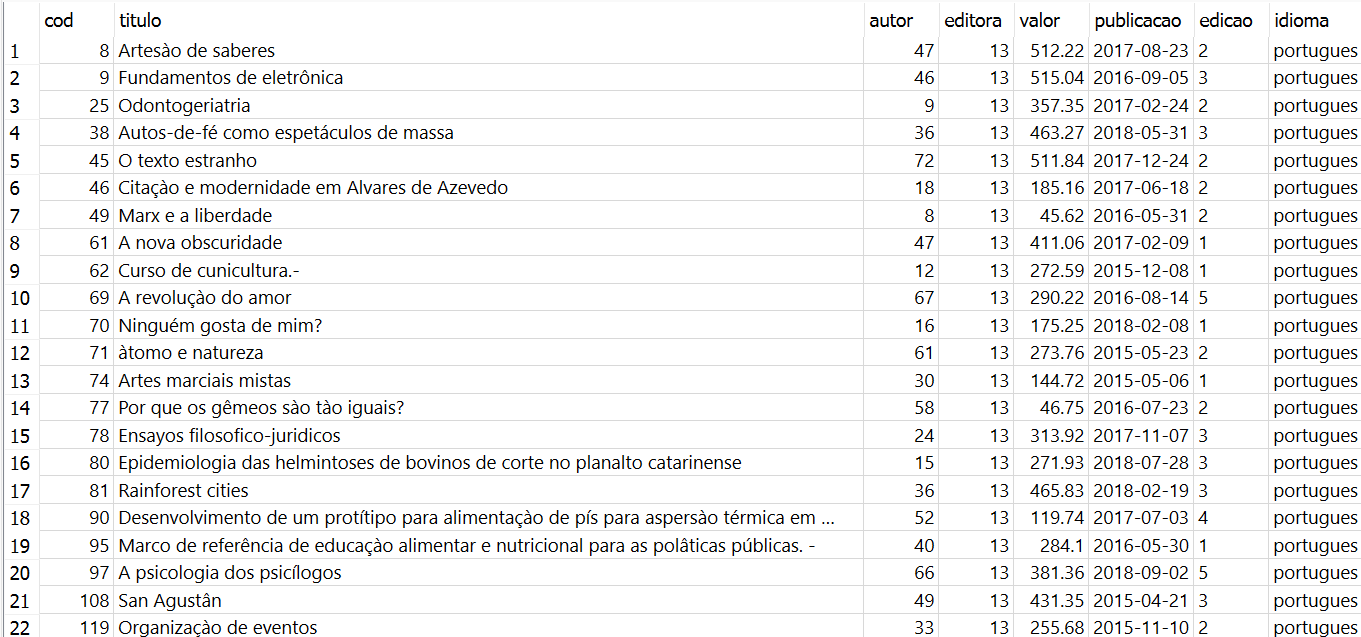 cod titulo autor editora valor publicacao edicao idioma
1 8 Artesào de saberes 47 13 512.22 2017-08-23 2 portugues
2 9 Fundamentos de eletrônica 46 13 515.04 2016-09-05 3 portugues
3 25 Odontogeriatria 9 13 357.35 2017-02-24 2 portugues
4 38 Autos-de-fé como espetáculos de massa 36 13 463.27 2018-05-31 3 portugues
5 45 O texto estranho 72 13 511.84 2017-12-24 2 portugues
6 46 Citaçào e modernidade em Alvares de Azevedo 18 13 185.16 2017-06-18 2 portugues
7 49 Marx e a liberdade 8 13 45.62 2016-05-31 2 portugues
8 61 A nova obscuridade 47 13 411.06 2017-02-09 1 portugues
9 62 Curso de cunicultura.- 12 13 272.59 2015-12-08 1 portugues
10 69 A revoluçào do amor 67 13 290.22 2016-08-14 5 portugues
11 70 Ninguém gosta de mim? 16 13 175.25 2018-02-08 1 portugues
12 71 àtomo e natureza 61 13 273.76 2015-05-23 2 portugues
13 74 Artes marciais mistas 30 13 144.72 2015-05-06 1 portugues
14 77 Por que os gêmeos sào tào iguais? 58 13 46.75 2016-07-23 2 portugues
15 78 Ensayos filosofico-juridicos 24 13 313.92 2017-11-07 3 portugues
16 80 Epidemiologia das helmintoses de bovinos de corte no planalto catarinense 15 13 271.93 2018-07-28 3 portugues
17 81 Rainforest cities 36 13 465.83 2018-02-19 3 portugues
18 90 Desenvolvimento de um protítipo para alimentaçào de pís para aspersào térmica em ... 52 13 119.74 2017-07-03 4 portugues
19 95 Marco de referência de educaçào alimentar e nutricional para as polâticas públicas. - 40 13 284.1 2016-05-30 1 portugues
20 97 A psicologia dos psicílogos 66 13 381.36 2018-09-02 5 portugues
21 108 San Agustân 49 13 431.35 2015-04-21 3 portugues
22 119 Organizaçào de eventos 33 13 255.68 2015-11-10 2 portugues